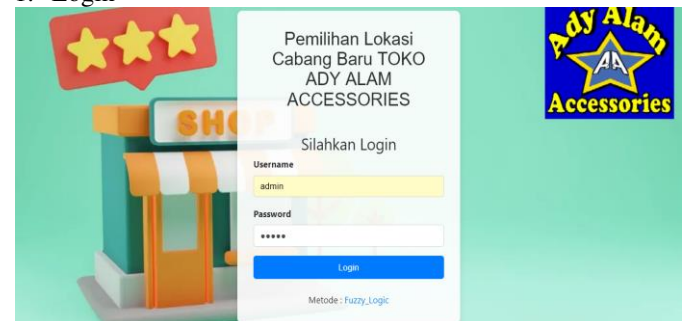 1. Login
Pemilihan Lokasi
Cabang Baru TOKO
ADY ALAM
ACCESSORIES
Silahkan Login
Username
admin
Password
•••••
Login
Metode : Fuzzy_Logic
SHOP
Ady Alam
AA
Accessories